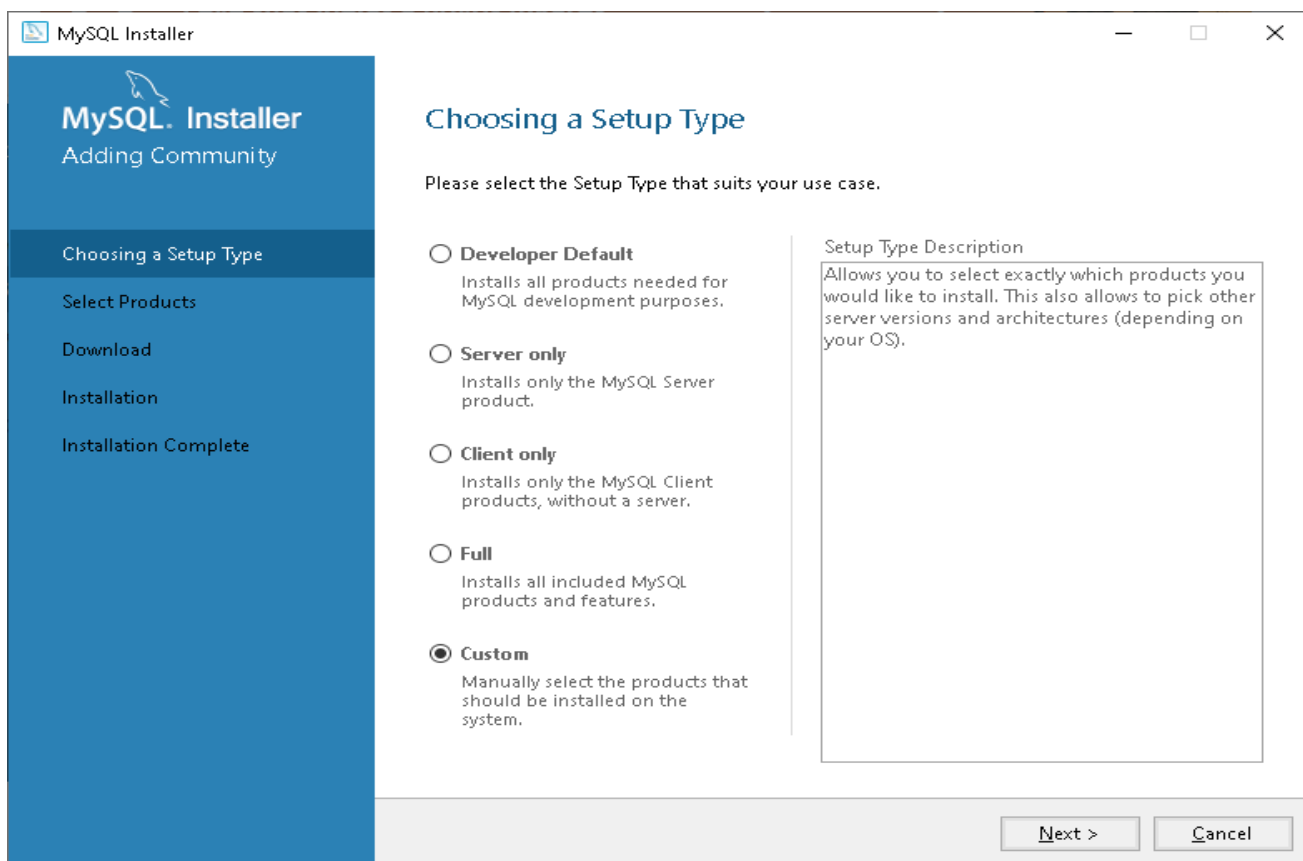 MySQL Installer
MySQL. Installer
Adding Community
Choosing a Setup Type
Select Products
Download
Installation
Installation Complete
Choosing a Setup Type
Please select the Setup Type that suits your use case.
Developer Default
Installs all products needed for
MySQL development purposes.
Server only
Installs only the MySQL Server
product.
Client only
Installs only the MySQL Client
products, without a server.
Full
Installs all included MySQL
products and features.
Custom
Manually select the products that
should be installed on the
system.
Setup Type Description
Allows you to select exactly which products you
would like to install. This also allows to pick other
server versions and architectures (depending on
your OS).
Next >
Cancel